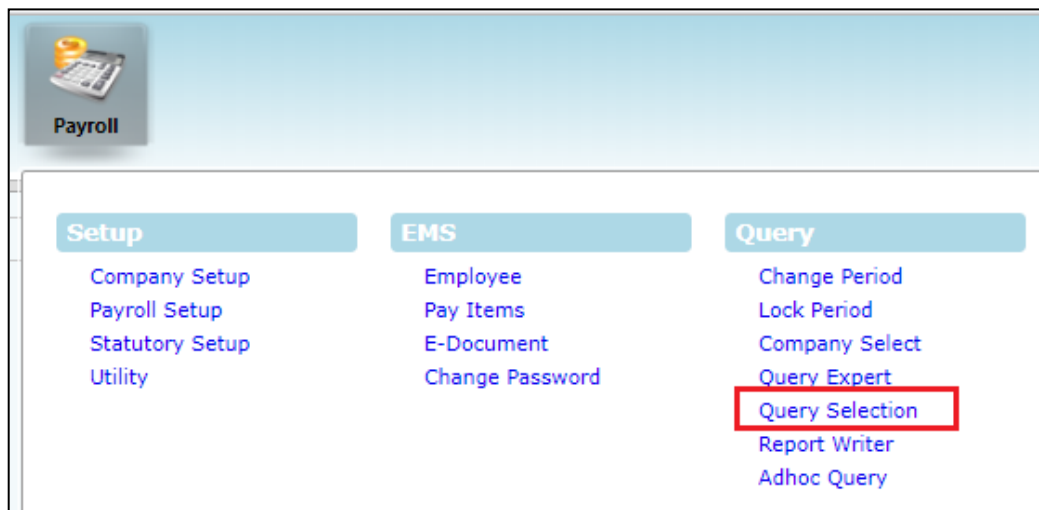 Payroll
Setup
Company Setup
Payroll Setup
Statutory Setup
Utility
EMS
Employee
Pay Items
E-Document
Change Password
Query
Change Period
Lock Period
Company Select
Query Expert
Query Selection
Report Writer
Adhoc Query